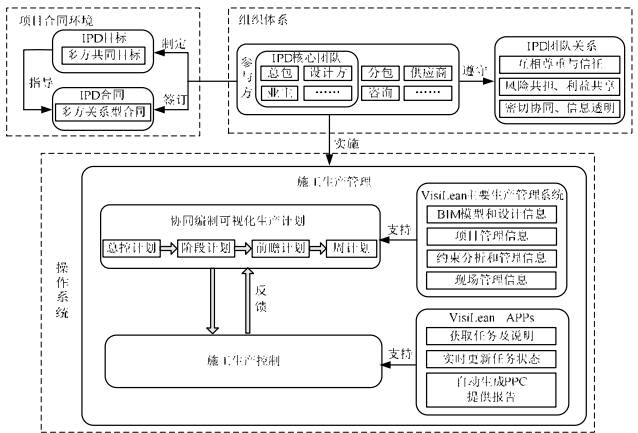 项目合同环境
IPD目标
多方共同目标
制定
指导
IPD合同
多方关系型合同
签订
组织体系
参与方
IPD核心团队
总包
设计方
业主
……
分包
供应商
咨询
……
遵守
IPD团队关系
互相尊重与信任
风险共担、利益共享
密切协同、信息透明
实施
操作系统
施工生产管理
协同编制可视化生产计划
总控计划
阶段计划
前瞻计划
周计划
反馈
施工生产控制
支持
VisiLean主要生产管理系统
BIM模型和设计信息
项目管理信息
约束分析和管理信息
现场管理信息
支持
VisiLean APPs
获取任务及说明
实时更新任务状态
自动生成PPC
提供报告